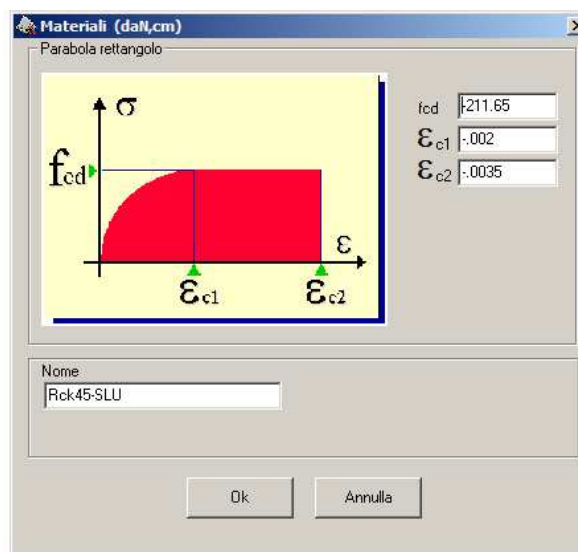 Materiali (daN,cm)
Parabola rettangolo
σ
fcd
ε
εc1
εc2
fcd -211.65
εc1 -.002
εc2 -.0035
Nome
Rck45-SLU
Ok
Annulla